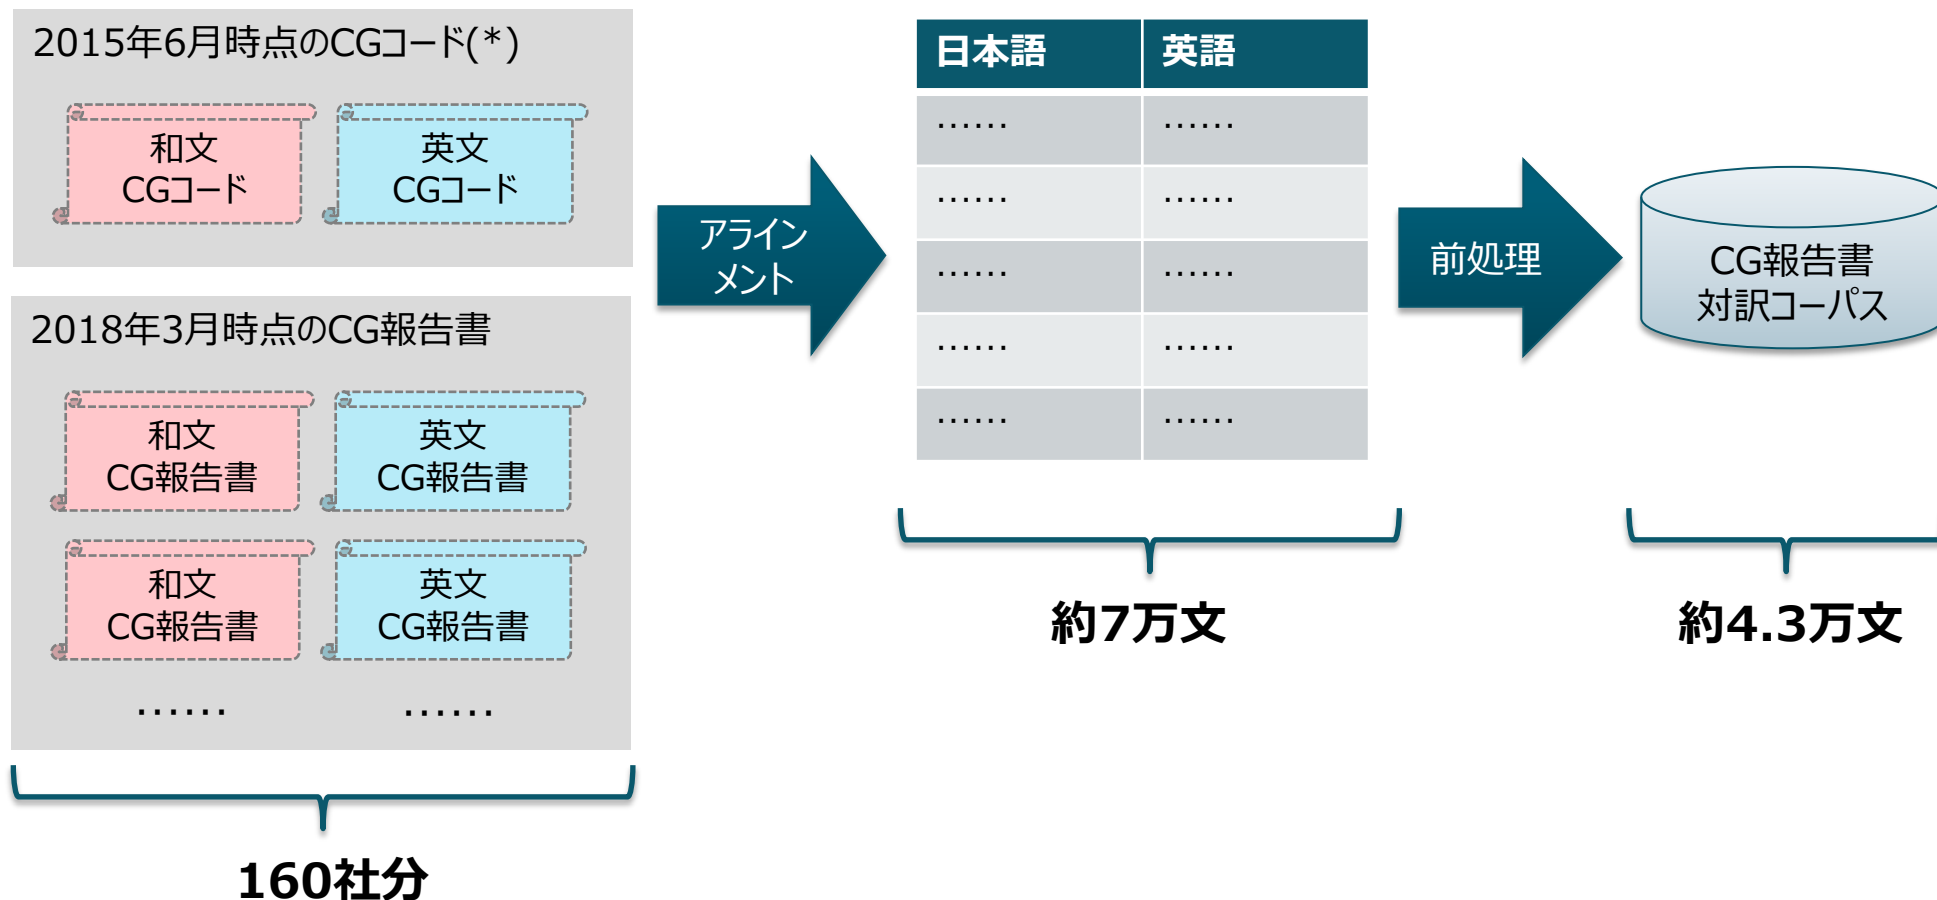 2015年6月時点のCGコード(*)
和文
CGコード
英文
CGコード
2018年3月時点のCG報告書
和文
CG報告書
英文
CG報告書
和文
CG報告書
英文
CG報告書
……
……
160社分
アライン
メント
日本語 英語
…… ……
…… ……
…… ……
…… ……
…… ……
約7万文
前処理
CG報告書
対訳コーパス
約4.3万文